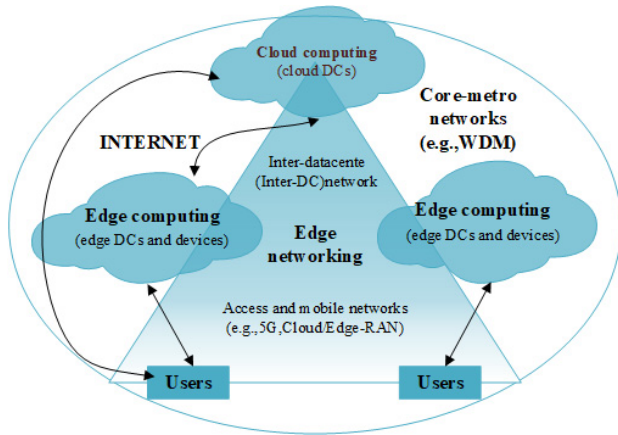 Cloud computing
(cloud DCs)
Core-metro
networks
(e.g.,WDM)
INTERNET
Inter-datacente
(Inter-DC)network
Edge computing
(edge DCs and devices)
Edge
networking
Edge computing
(edge DCs and devices)
Access and mobile networks
(e.g.,5G,Cloud/Edge-RAN)
Users
Users